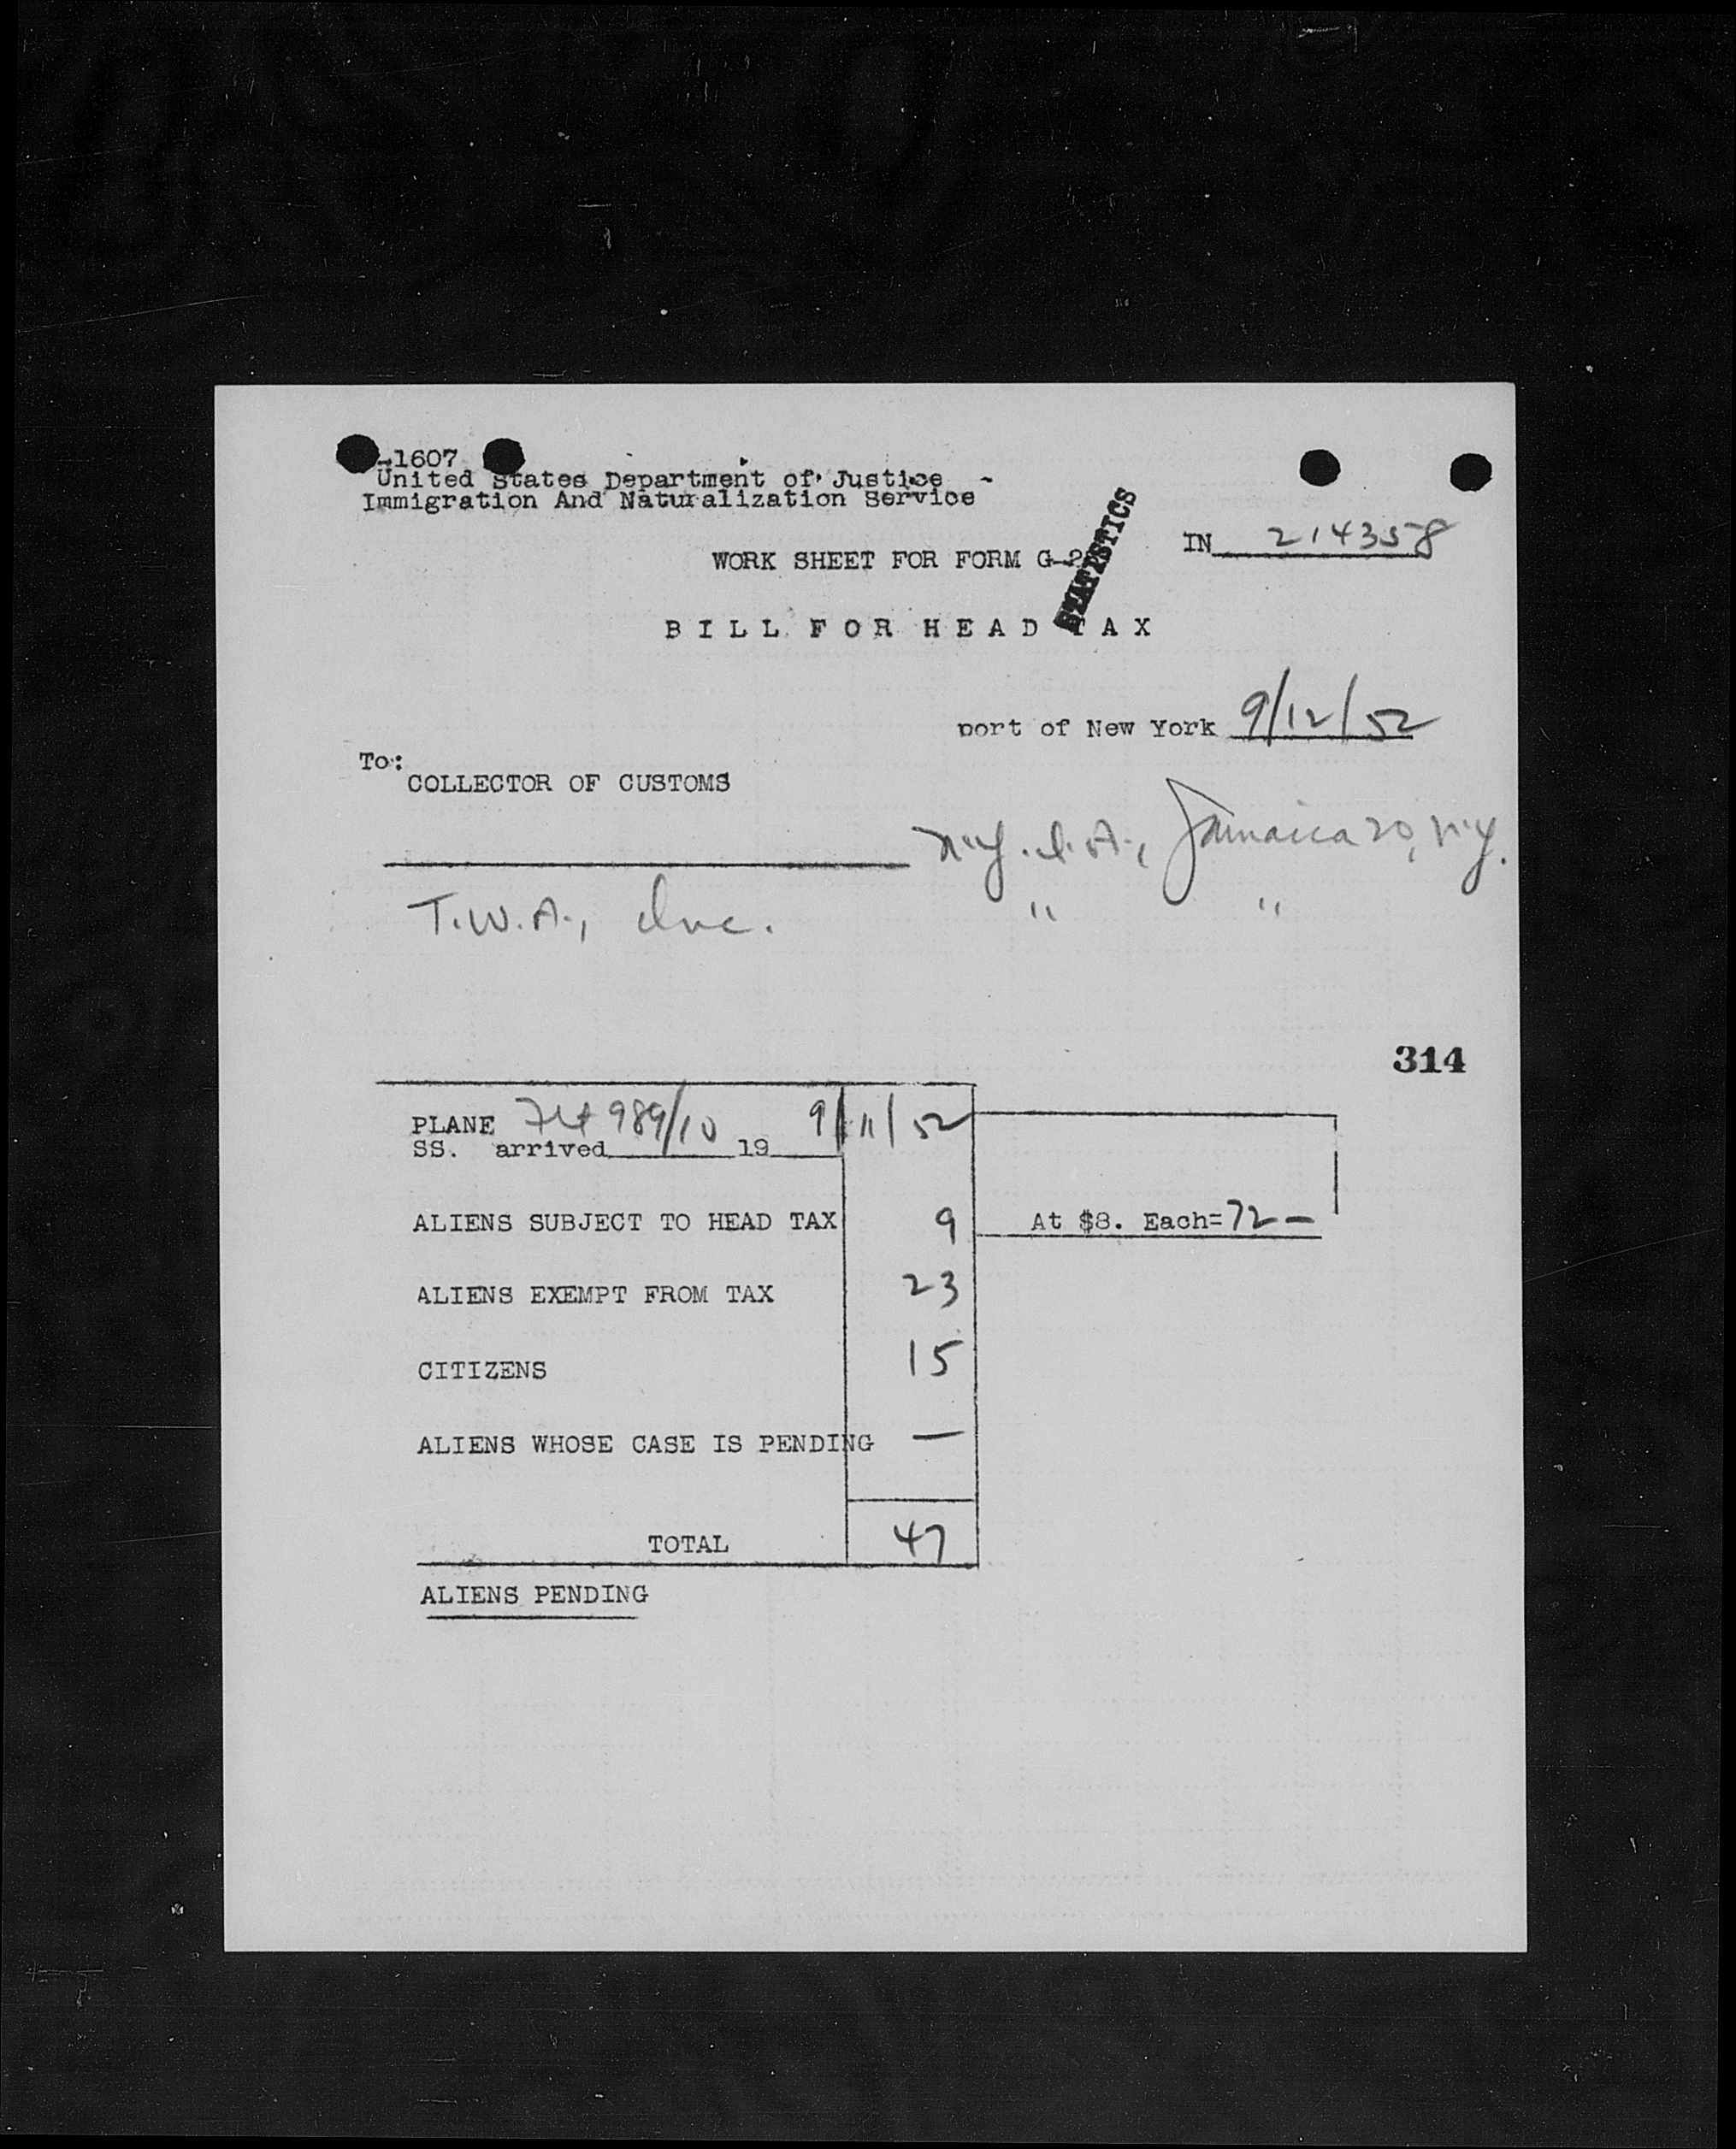 -1607
United States Department of Justice -
Immigration And Naturalization Service
STATISTICS
WORK SHEET FOR FORM G-2
IN 214358
BILL FOR HEAD TAX
port of New York 9/12/52
To:
COLLECTOR OF CUSTOMS
N.Y.I.A., Jamaica 20, N.Y.
T.W.A., Inc. " "
314
PLANE Flt 989/10 9/11/52
SS. arrived 19
ALIENS SUBJECT TO HEAD TAX 9 At $8. Each=72-
ALIENS EXEMPT FROM TAX 23
CITIZENS 15
ALIENS WHOSE CASE IS PENDING —
TOTAL 47
ALIENS PENDING